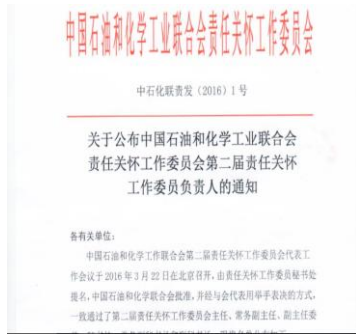 中国石油和化学工业联合会责任关怀工作委员会
中石化联责发（2016）1号
关于公布中国石油和化学工业联合会
责任关怀工作委员会第二届责任关怀
工作委员负责人的通知
各有关单位：
中国石油和化学工作联合会第二届责任关怀工作委员会代表工
作会议于2016年3月22日在北京召开，由责任关怀工作委员秘书处
提名，中国石油和化学联合会批准，并经与会代表用举手表决的方式，
一致通过了第二届责任关怀工作委员会主任、常务副主任、副主任委